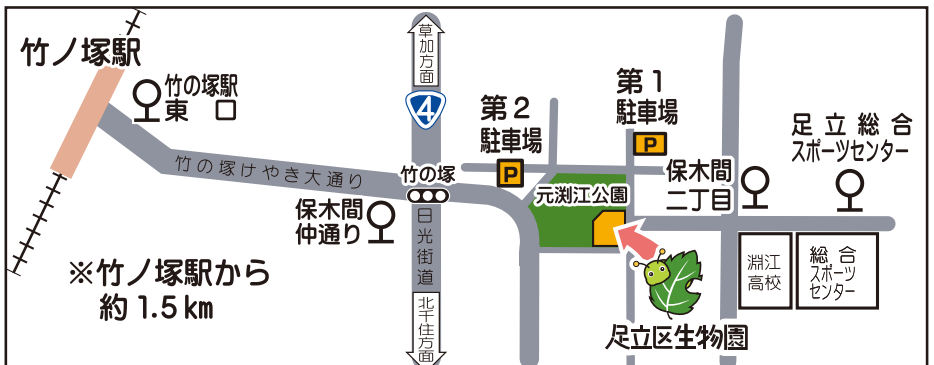 竹ノ塚駅
竹の塚駅
東 口
草加方面
4
第2
駐車場
P
第1
駐車場
P
足立総合
スポーツセンター
竹の塚けやき大通り
竹の塚
元渕江公園
保木間
二丁目
保木間
仲通り
日光街道
※竹ノ塚駅から
約1.5km
北千住方面
淵江
高校
総合
スポーツ
センター
足立区生物園